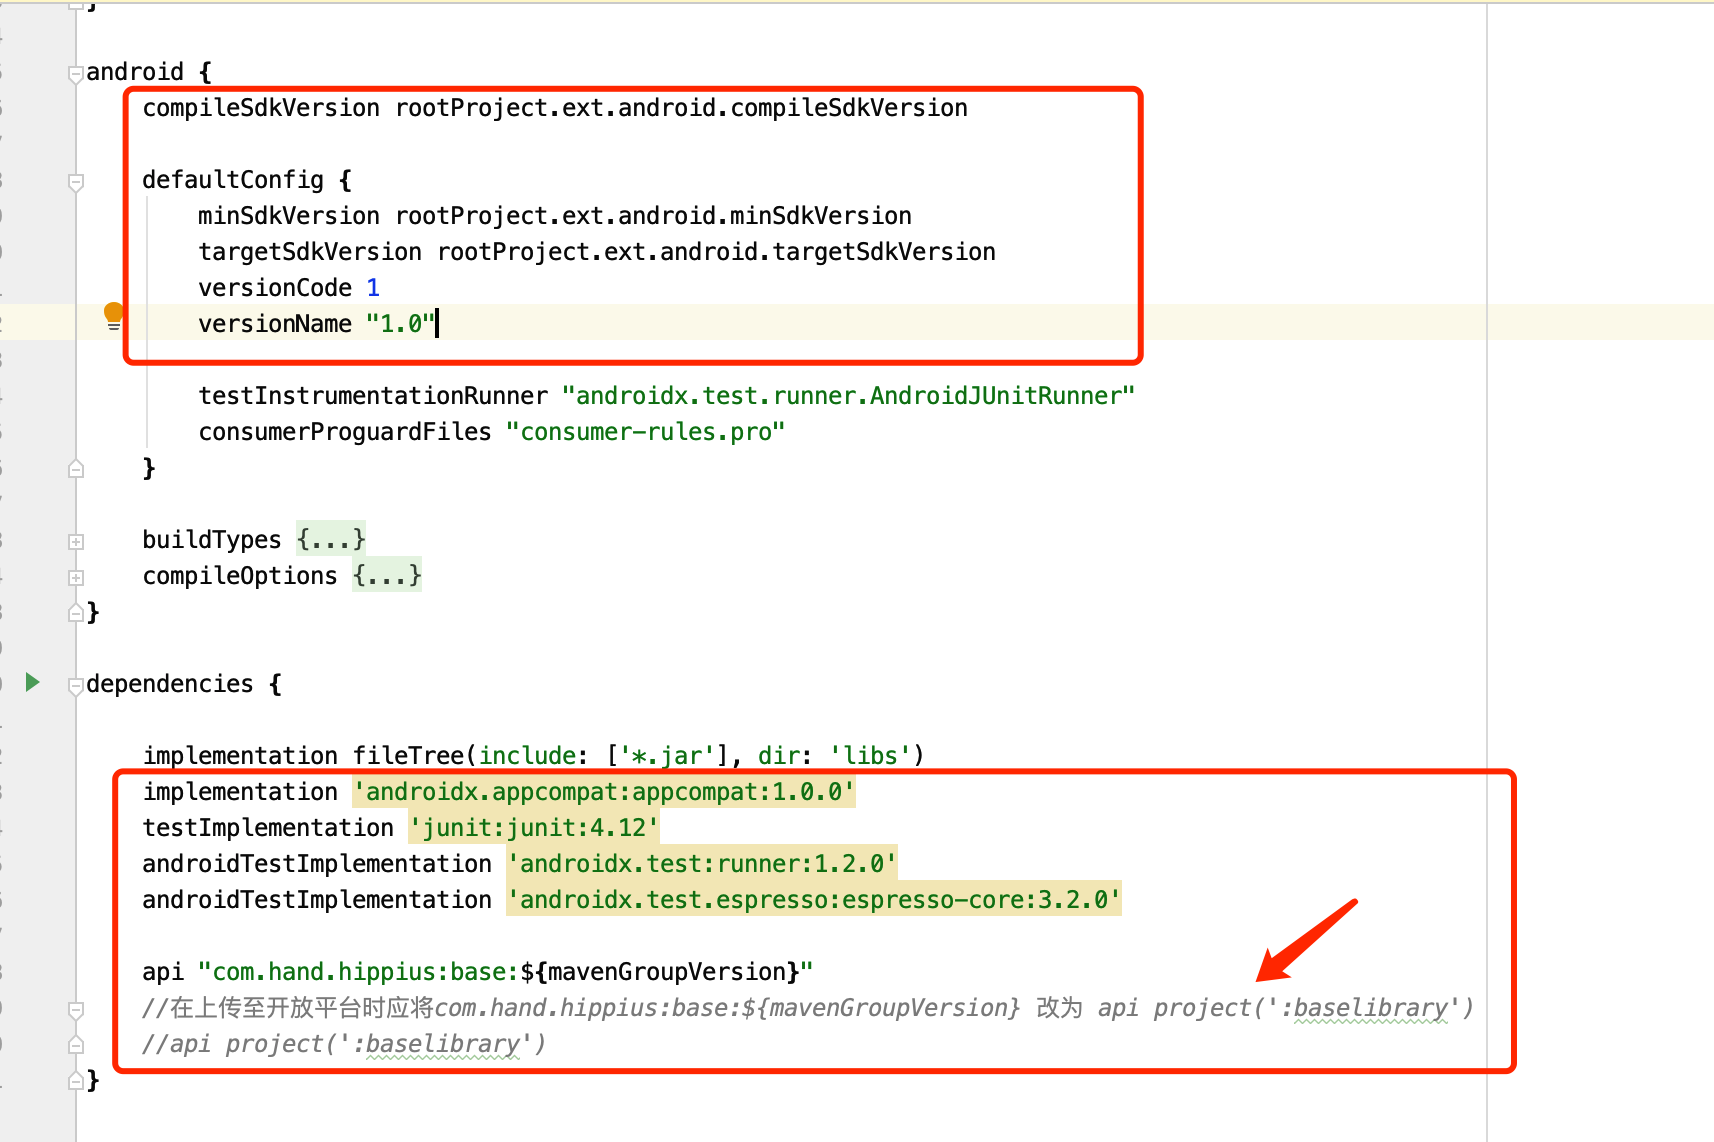 }
android {
compileSdkVersion rootProject.ext.android.compileSdkVersion
defaultConfig {
minSdkVersion rootProject.ext.android.minSdkVersion
targetSdkVersion rootProject.ext.android.targetSdkVersion
versionCode 1
versionName "1.0"
testInstrumentationRunner "androidx.test.runner.AndroidJUnitRunner"
consumerProguardFiles "consumer-rules.pro"
}
buildTypes {...}
compileOptions {...}
}
dependencies {
implementation fileTree(include: ['*.jar'], dir: 'libs')
implementation 'androidx.appcompat:appcompat:1.0.0'
testImplementation 'junit:junit:4.12'
androidTestImplementation 'androidx.test:runner:1.2.0'
androidTestImplementation 'androidx.test.espresso:espresso-core:3.2.0'
api "com.hand.hippius:base:${mavenGroupVersion}"
//在上传至开放平台时应将com.hand.hippius:base:${mavenGroupVersion} 改为 api project(':baselibrary')
//api project(':baselibrary')
}